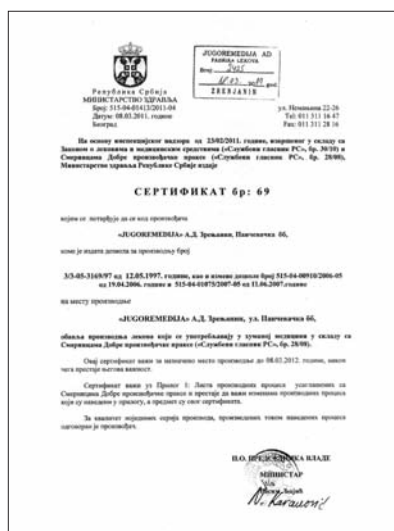 JUGOREMEDIJA AD
FABRIKA LEKOVA
Broj
ZRENJANIN
Република Србија
МИНИСТАРСТВО ЗДРАВЉА
Број: 515-04-01413/2011-04
Датум: 08.03.2011. године
Београд
ул. Немањина 22-26
Тел: 011 311 16 47
Fax: 011 311 28 16
На основу инспекцијског надзора од 23/02/2011. године, извршеног у складу са
Законом о лековима и медицинским средствима («Службени гласник РС», бр. 30/10) и
Смерницама Добре произвођачке праксе («Службени гласник РС», бр. 28/08),
Министарство здравља Републике Србије издаје
СЕРТИФИКАТ бр: 69
којим се потврђује да се код произвођача
«JUGOREMEDIJA» А.Д. Зрењанин, Панчевачка бб,
коме је издата дозвола за производњу број
3/3-05-3169/97 од 12.05.1997. године, као и измене дозволе број 515-04-00910/2006-05
од 19.04.2006. године и 515-04-01075/2007-05 од 11.06.2007.године
на месту производње
«JUGOREMEDIJA» А.Д. Зрењанин, ул. Панчевачка бб,
обавља производња лекова који се употребљавају у хуманој медицини у складу са
Смерницама Добре произвођачке праксе («Службени гласник РС», бр. 28/08).
Овај сертификат важи за назначено место производње до 08.03.2012. године, након
чега престаје његова важност.
Сертификат важи уз Прилог 1: Листа производних процеса усаглашених са
Смерницама Добре произвођачке праксе и престаје да важи изменама производних процеса
који су наведени у прилогу, а предмет су овог сертификата.
За квалитет појединих серија производа, произведених током наведених процеса
одговоран је произвођач.
МИНИСТАР